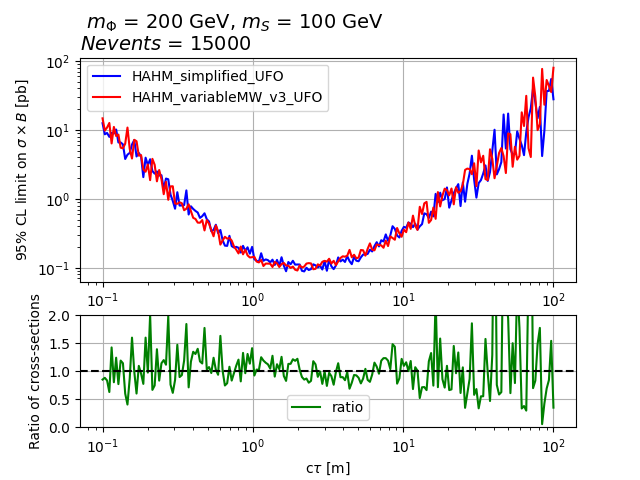 m_Φ = 200 GeV, m_S = 100 GeV
Nevents = 15000
95% CL limit on σ × B [pb]
10²
10¹
10⁰
10⁻¹
HAHM_simplified_UFO
HAHM_variableMW_v3_UFO
10⁻¹ 10⁰ 10¹ 10²
Ratio of cross-sections
2.0
1.5
1.0
0.5
0.0
ratio
10⁻¹ 10⁰ 10¹ 10²
cτ [m]